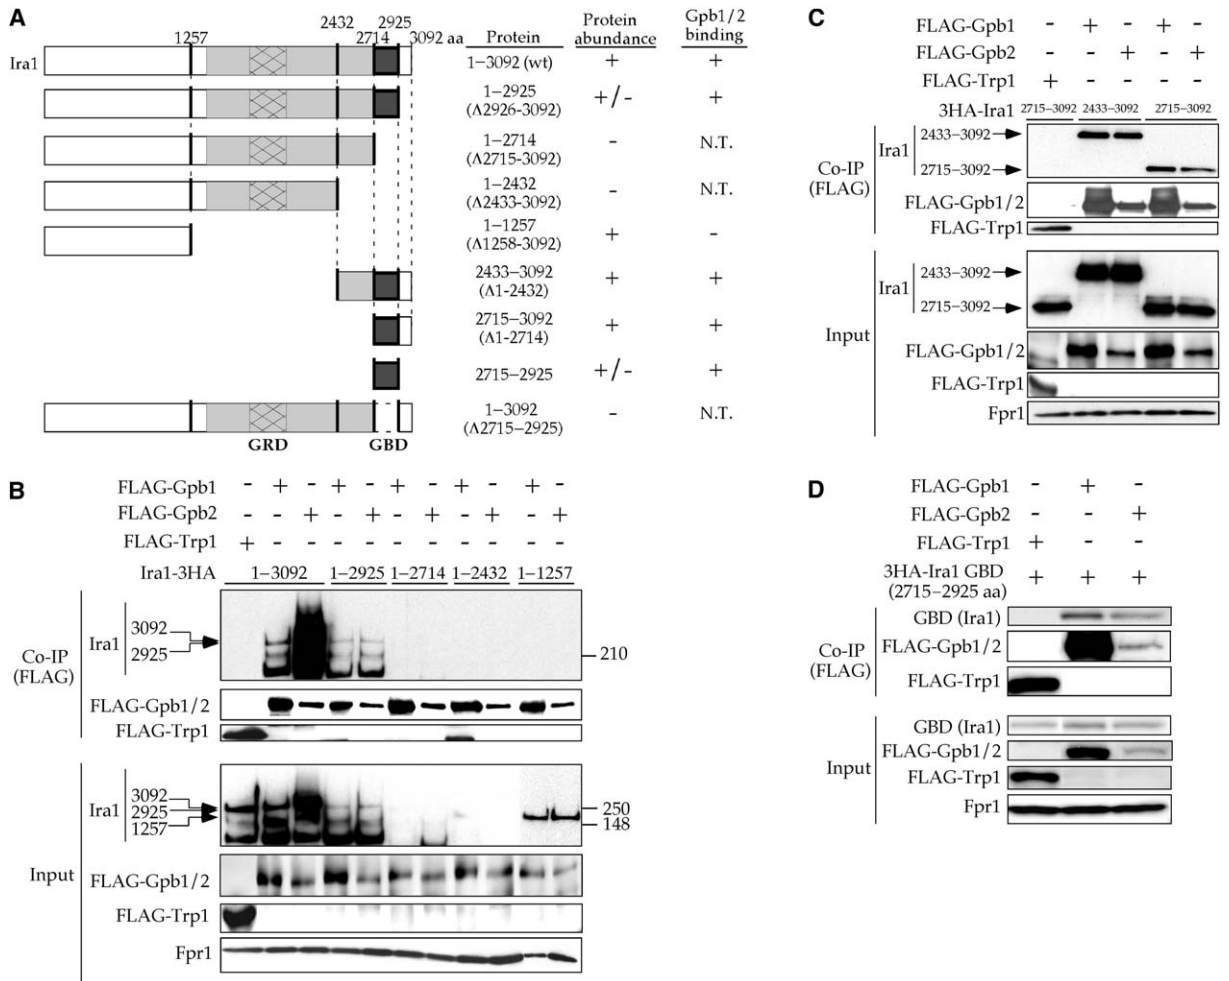 A
2432 2925
1257 2714 3092 aa
Protein
Protein abundance
Gpb1/2 binding
Ira1
1–3092 (wt) + +
1–2925 +/- +
(Λ2926-3092)
1–2714 - N.T.
(Λ2715-3092)
1–2432 - N.T.
(Λ2433-3092)
1–1257 + -
(Λ1258-3092)
2433–3092 + +
(Λ1-2432)
2715–3092 + +
(Λ1-2714)
2715–2925 +/- +
1–3092 - N.T.
(Λ2715–2925)
GRD GBD
B
FLAG-Gpb1 - + - + - + - + - + -
FLAG-Gpb2 - - + - + - + - + - +
FLAG-Trp1 + - - - - - - - - - -
Ira1-3HA 1–3092 1–2925 1–2714 1–2432 1–1257
Co-IP (FLAG)
Ira1
3092
2925
210
FLAG-Gpb1/2
FLAG-Trp1
Input
Ira1
3092
2925
1257
250
148
FLAG-Gpb1/2
FLAG-Trp1
Fpr1
C
FLAG-Gpb1 - + - + -
FLAG-Gpb2 - - + - +
FLAG-Trp1 + - - - -
3HA-Ira1 2715–3092 2433–3092 2715–3092
Co-IP (FLAG)
Ira1
2433–3092
2715–3092
FLAG-Gpb1/2
FLAG-Trp1
Input
Ira1
2433–3092
2715–3092
FLAG-Gpb1/2
FLAG-Trp1
Fpr1
D
FLAG-Gpb1 - + -
FLAG-Gpb2 - - +
FLAG-Trp1 + - -
3HA-Ira1 GBD + + +
(2715–2925 aa)
Co-IP (FLAG)
GBD (Ira1)
FLAG-Gpb1/2
FLAG-Trp1
Input
GBD (Ira1)
FLAG-Gpb1/2
FLAG-Trp1
Fpr1